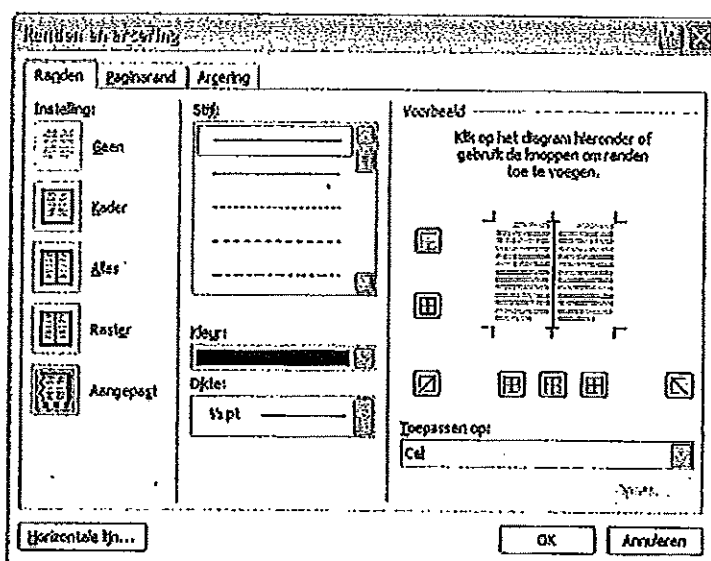 Randen en arcering
Randen Paginarand Arcering
Instelling:
Geen
Kader
Alles
Raster
Aangepast
Stijl:
Kleur:
Dikte:
½ pt
Voorbeeld
Klik op het diagram hieronder of
gebruik de knoppen om randen
toe te voegen.
Toepassen op:
Cel
Opties...
Horizontale lijn...
OK Annuleren